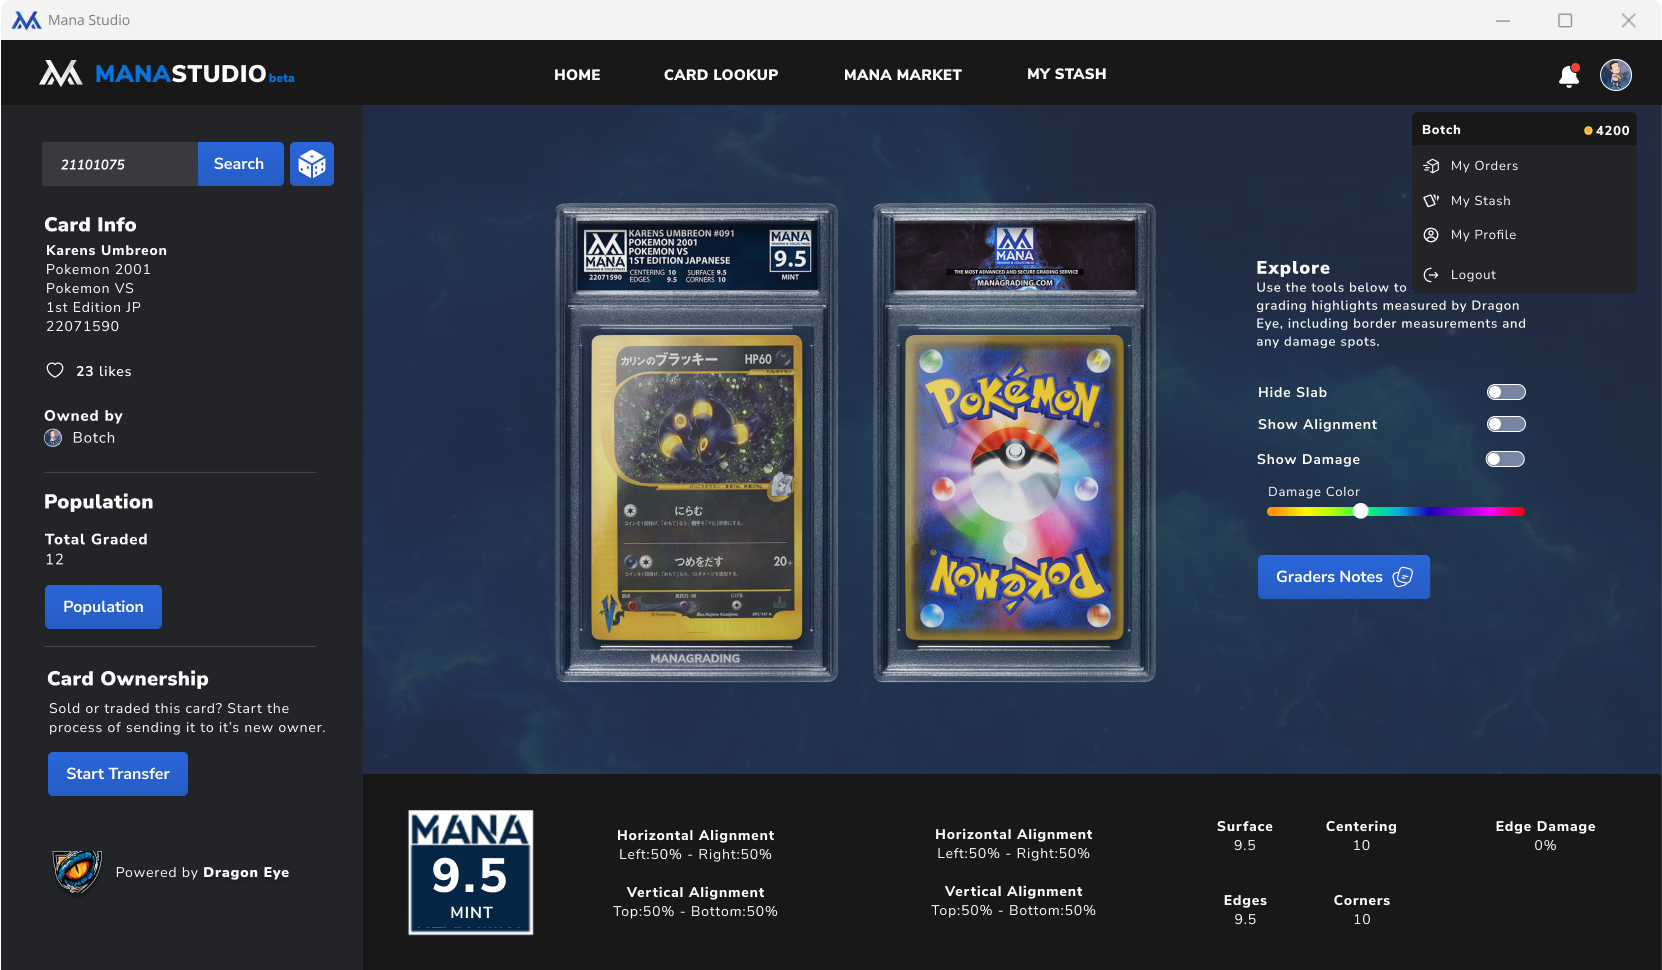 Mana Studio
MANASTUDIO beta
HOME
CARD LOOKUP
MANA MARKET
MY STASH
21101075
Search
Card Info
Karens Umbreon
Pokemon 2001
Pokemon VS
1st Edition JP
22071590
23 likes
Owned by
Botch
Population
Total Graded
12
Population
Card Ownership
Sold or traded this card? Start the
process of sending it to it's new owner.
Start Transfer
Powered by Dragon Eye
MANA
22071590
KARENS UMBREON #091
POKEMON 2001
POKEMON VS
1ST EDITION JAPANESE
CENTERING 10 SURFACE 9.5
EDGES 9.5 CORNERS 10
MANA
9.5
MINT
カリンのブラッキー HP60
にらむ
つめをだす 20+
MANAGRADING
MANA
THE MOST ADVANCED AND SECURE GRADING SERVICE
MANAGRADING.COM
POKéMON
POKéMON
Botch 4200
My Orders
My Stash
My Profile
Logout
Explore
Use the tools below to
grading highlights measured by Dragon
Eye, including border measurements and
any damage spots.
Hide Slab
Show Alignment
Show Damage
Damage Color
Graders Notes
MANA
9.5
MINT
Horizontal Alignment
Left:50% - Right:50%
Vertical Alignment
Top:50% - Bottom:50%
Horizontal Alignment
Left:50% - Right:50%
Vertical Alignment
Top:50% - Bottom:50%
Surface
9.5
Centering
10
Edge Damage
0%
Edges
9.5
Corners
10